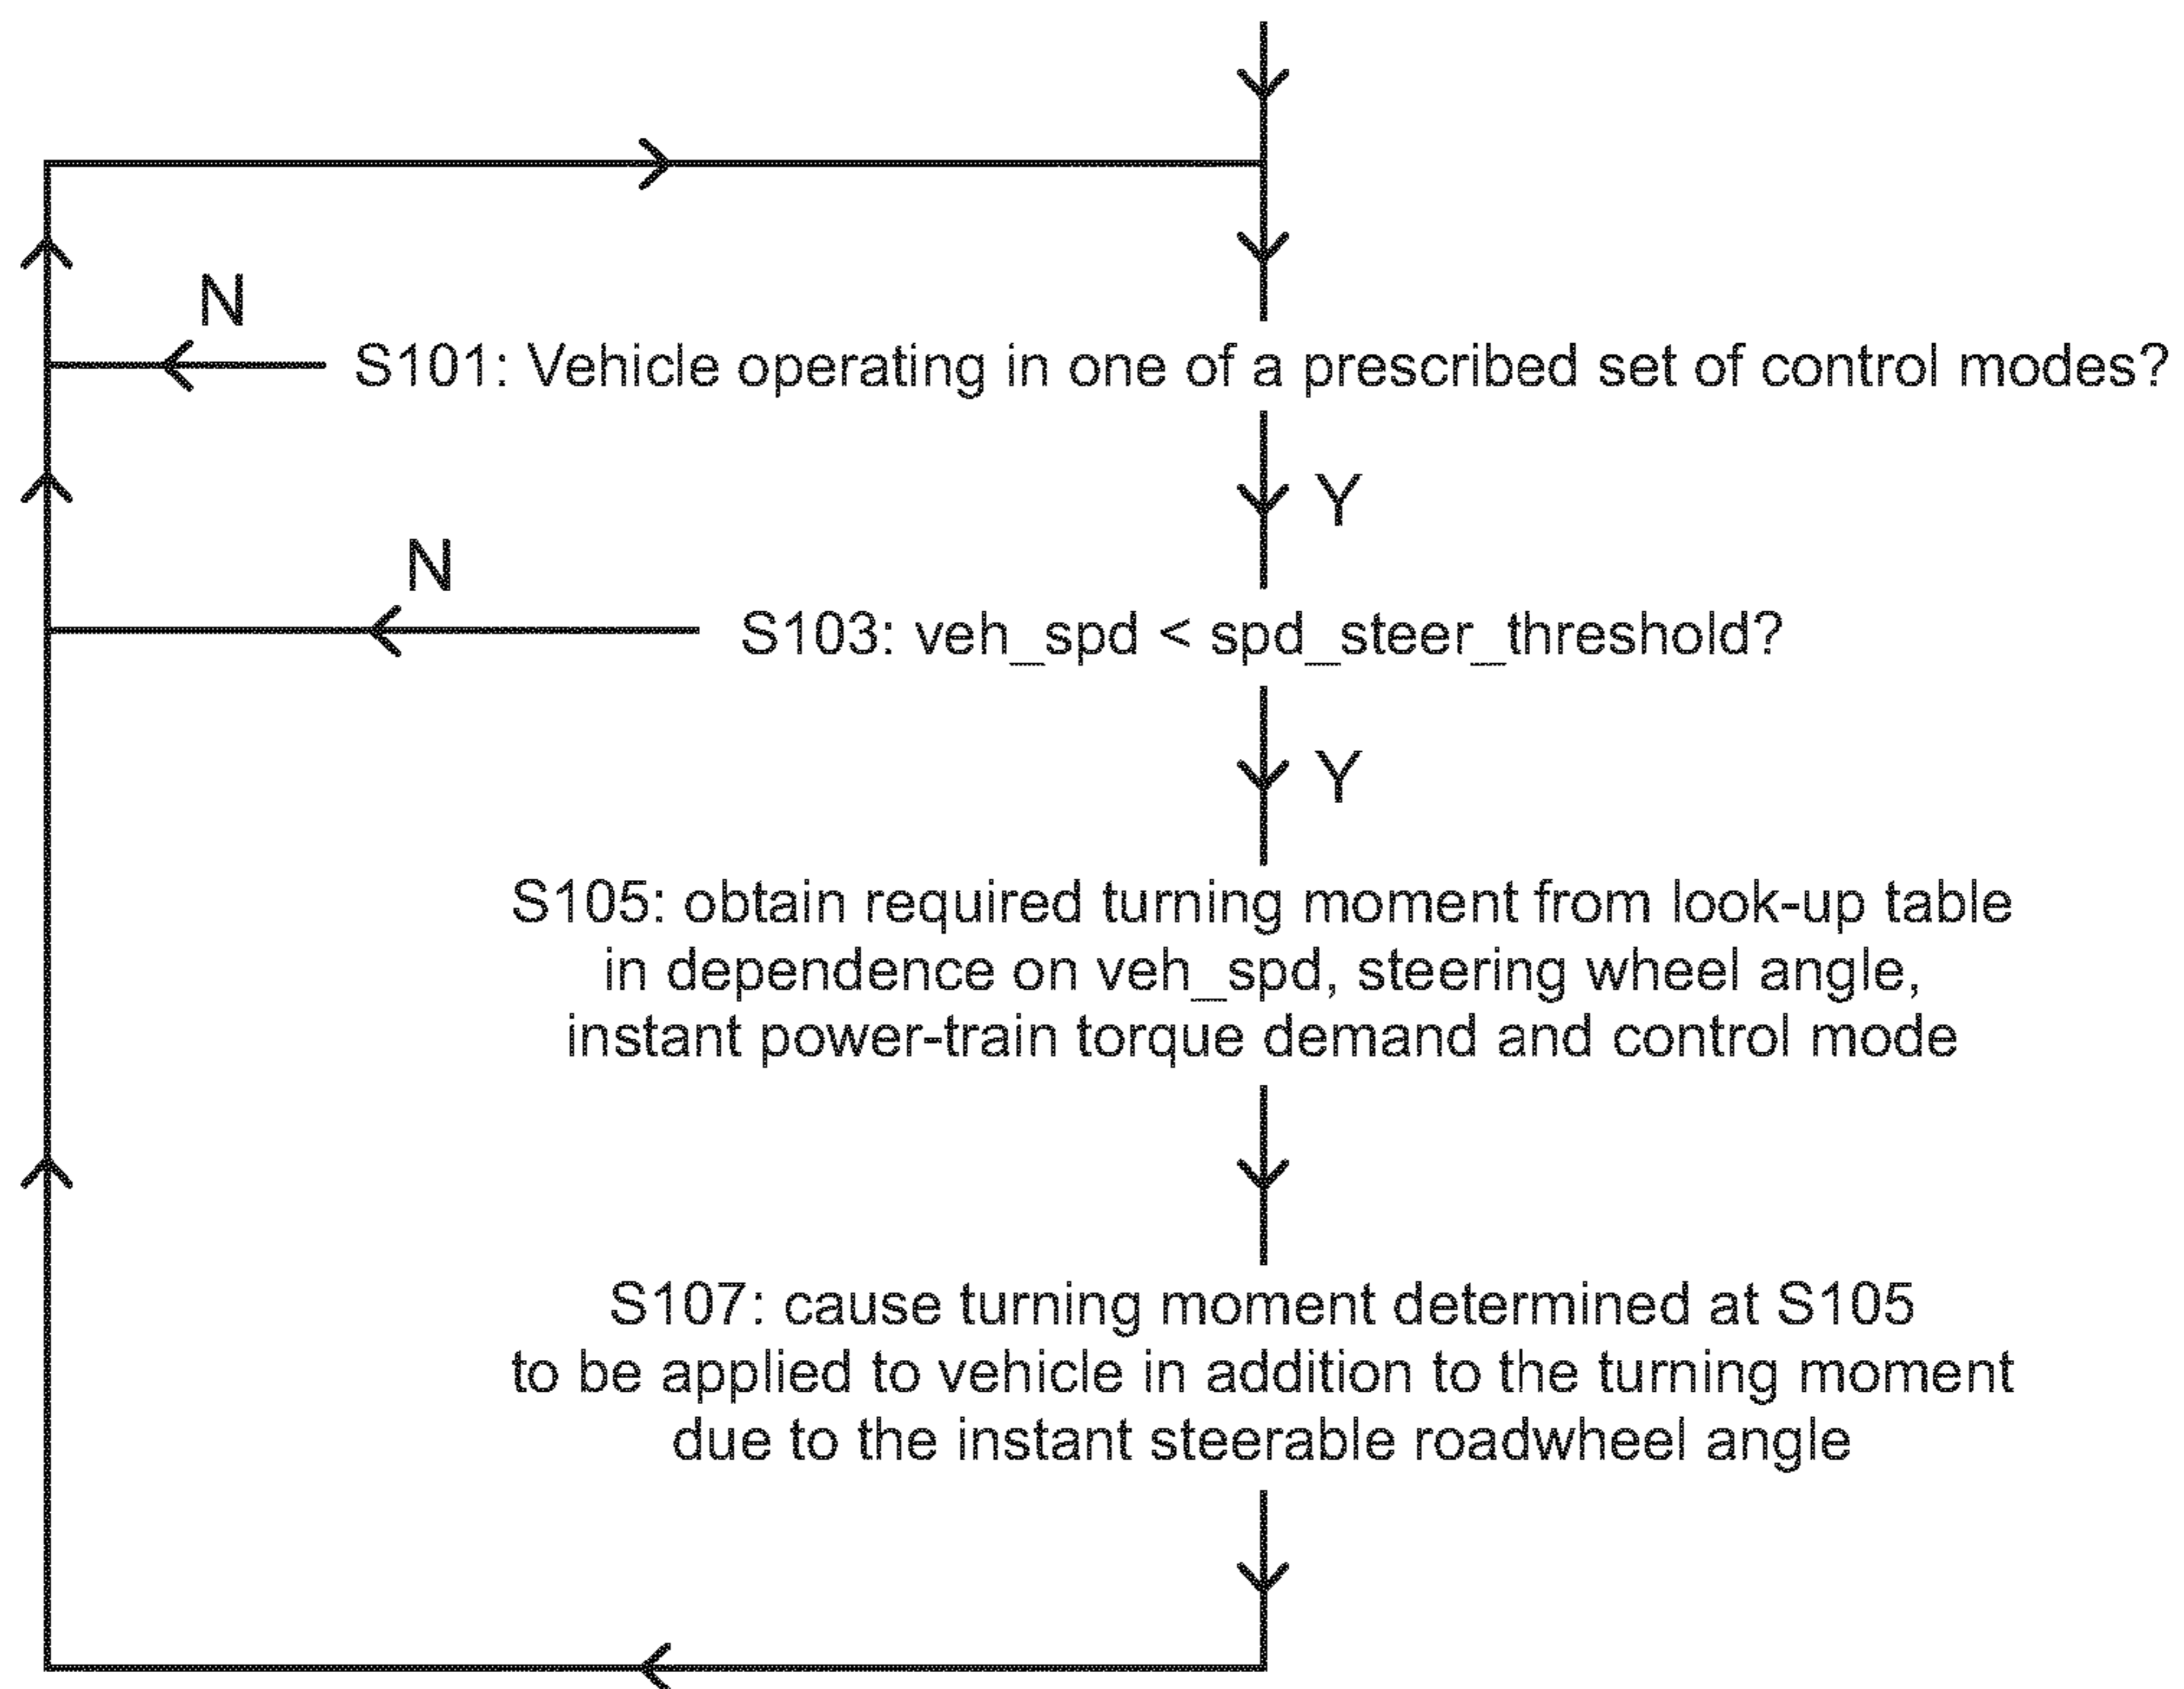 N
S101: Vehicle operating in one of a prescribed set of control modes?
Y
N
S103: veh_spd < spd_steer_threshold?
Y
S105: obtain required turning moment from look-up table
in dependence on veh_spd, steering wheel angle,
instant power-train torque demand and control mode
S107: cause turning moment determined at S105
to be applied to vehicle in addition to the turning moment
due to the instant steerable roadwheel angle